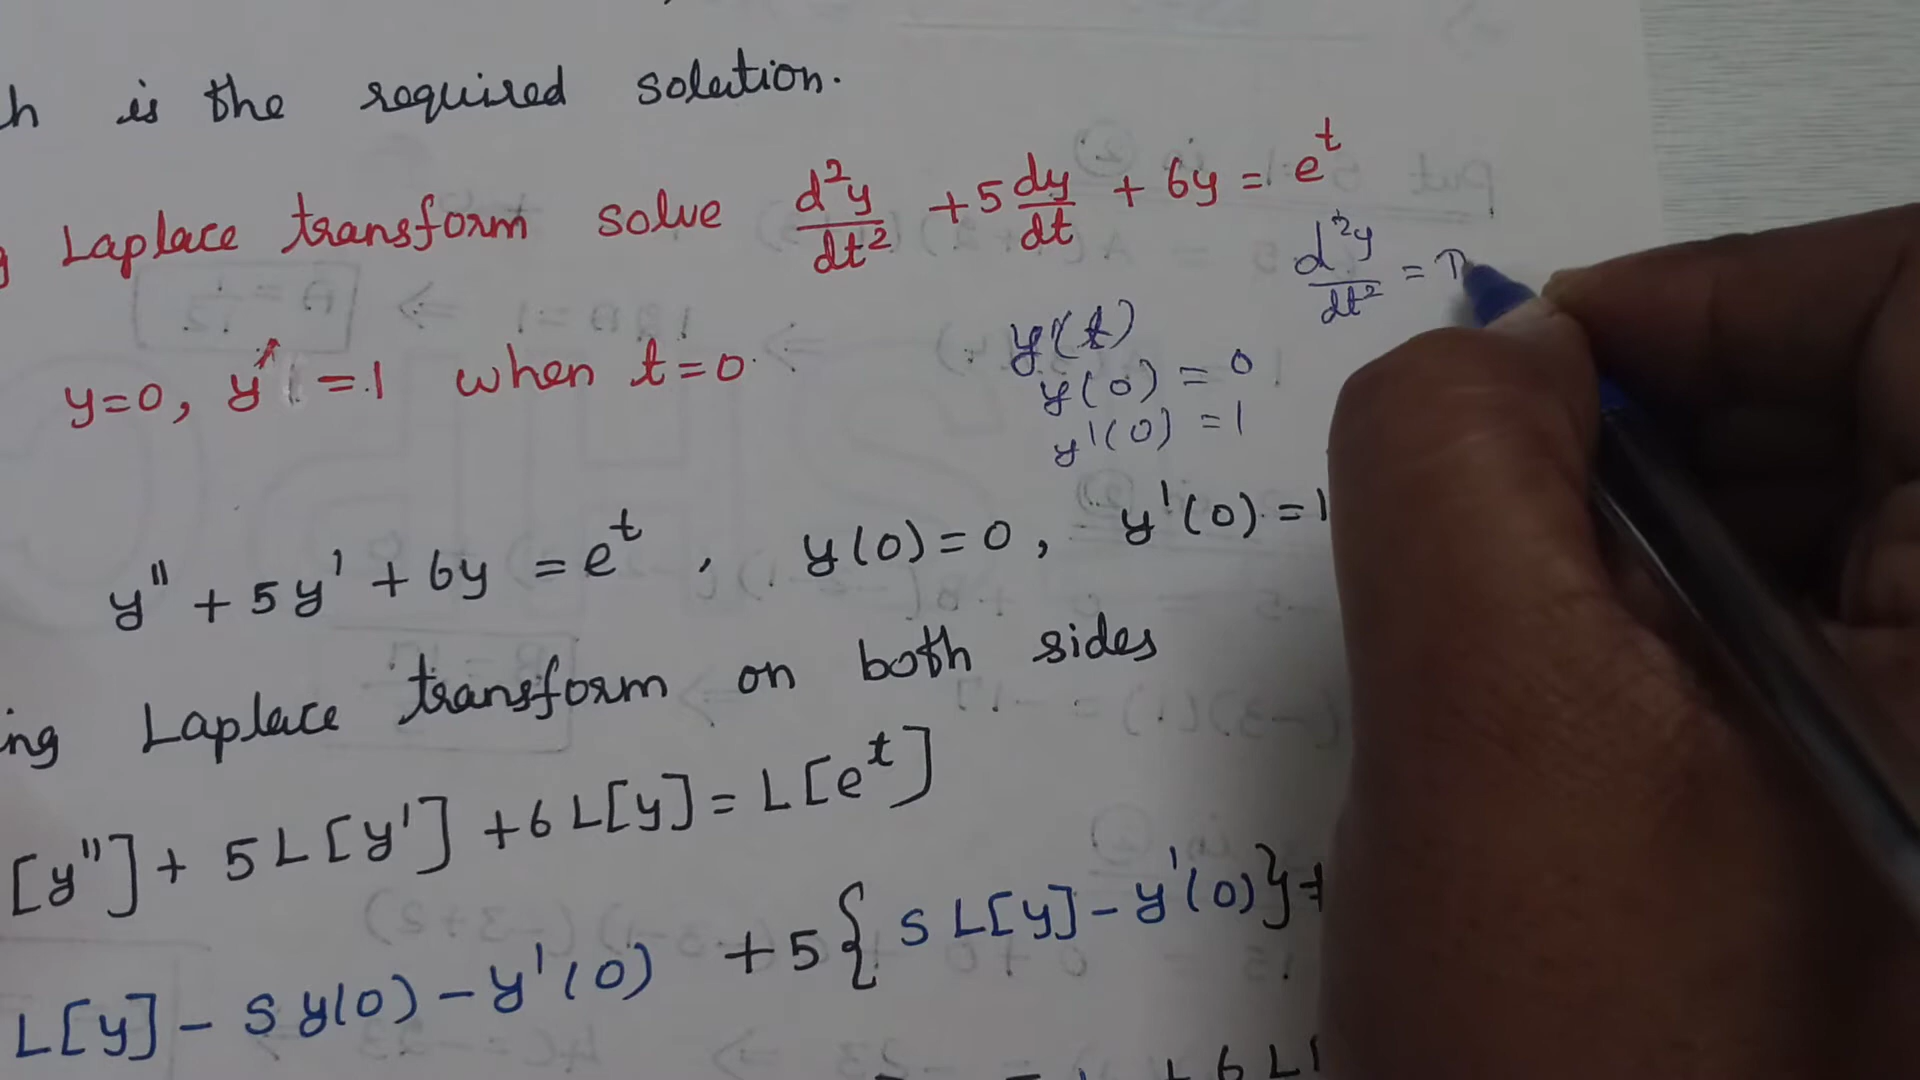 h is the required solution.
g Laplace transform solve d²y/dt² + 5 dy/dt + 6y = e^t
d²y/dt² =
y=0, y' = 1 when t=0.
y(t)
y(0) = 0
y'(0) = 1
y'' + 5y' + 6y = e^t , y(0)=0, y'(0)=1
ing Laplace transform on both sides
[y''] + 5L[y'] + 6L[y] = L[e^t]
L[y] - s y(0) - y'(0) + 5{s L[y] - y'(0)} +
+ 6 L